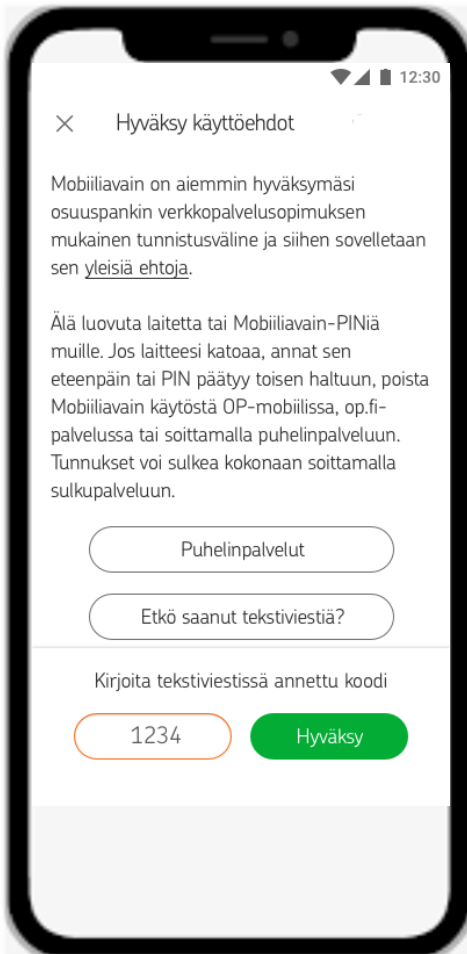 12:30
Hyväksy käyttöehdot
Mobiiliavain on aiemmin hyväksymäsi
osuuspankin verkkopalvelusopimuksen
mukainen tunnistusväline ja siihen sovelletaan
sen yleisiä ehtoja.
Älä luovuta laitetta tai Mobiiliavain-PINiä
muille. Jos laitteesi katoaa, annat sen
eteenpäin tai PIN päätyy toisen haltuun, poista
Mobiiliavain käytöstä OP-mobiilissa, op.fi-
palvelussa tai soittamalla puhelinpalveluun.
Tunnukset voi sulkea kokonaan soittamalla
sulkupalveluun.
Puhelinpalvelut
Etkö saanut tekstiviestiä?
Kirjoita tekstiviestissä annettu koodi
1234
Hyväksy